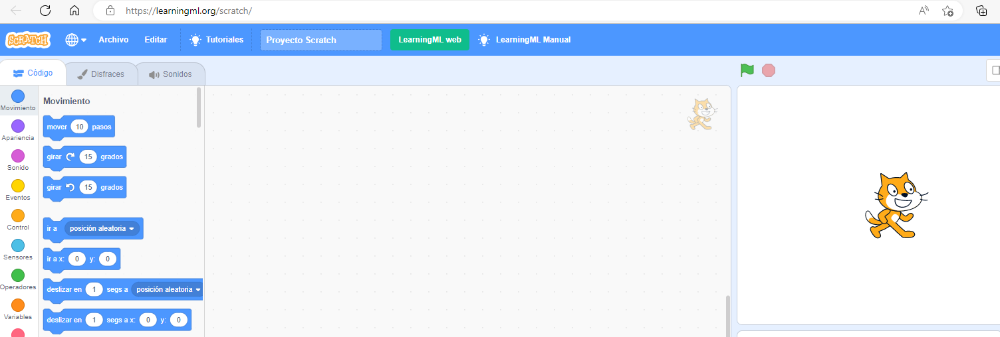 https://learningml.org/scratch/
SCRATCH Archivo Editar Tutoriales Proyecto Scratch LearningML web LearningML Manual
Código Disfraces Sonidos
Movimiento
Apariencia
Sonido
Eventos
Control
Sensores
Operadores
Variables
Movimiento
mover 10 pasos
girar 15 grados
girar 15 grados
ir a posición aleatoria
ir a x: 0 y: 0
deslizar en 1 segs a posición aleatoria
deslizar en 1 segs a x: 0 y: 0